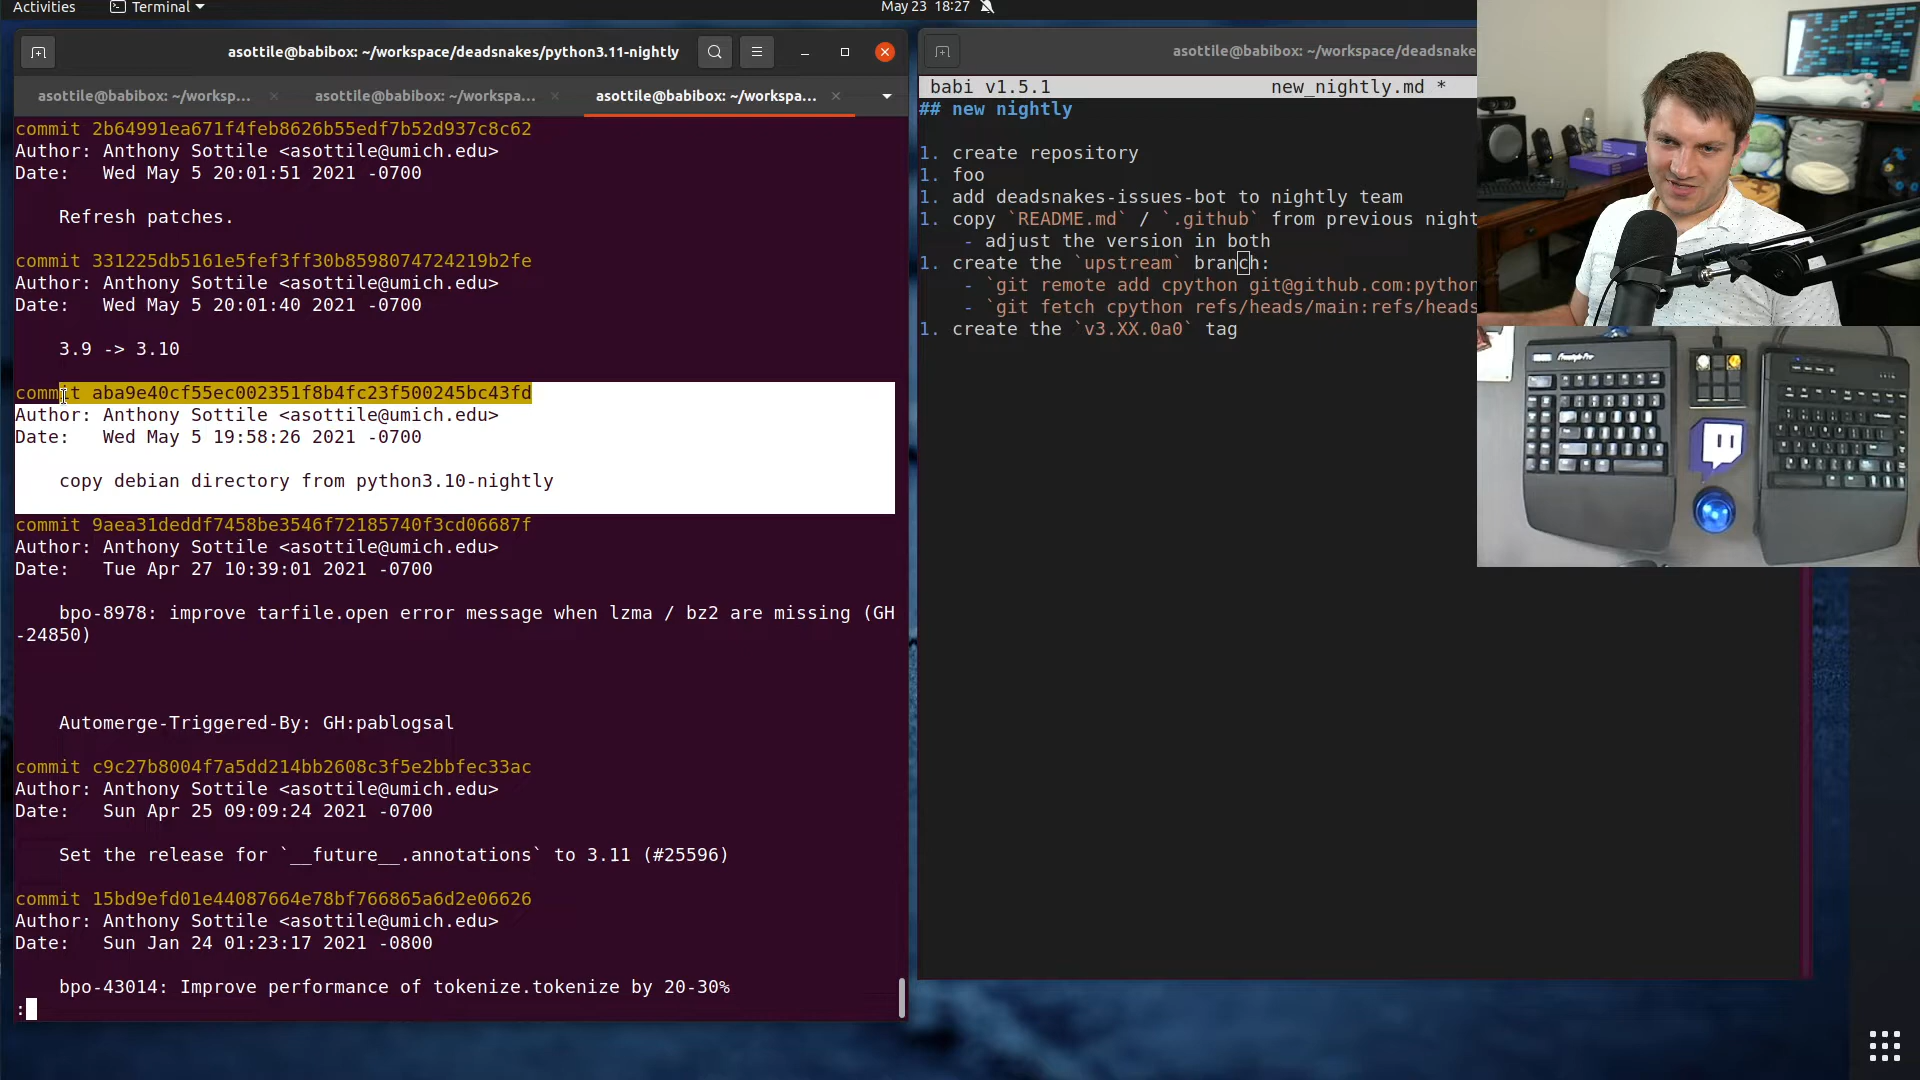 Activities
Terminal
May 23 18:27
asottile@babibox: ~/workspace/deadsnakes/python3.11-nightly
asottile@babibox: ~/worksp...
asottile@babibox: ~/workspa...
asottile@babibox: ~/workspa...
commit 2b64991ea671f4feb8626b55edf7b52d937c8c62
Author: Anthony Sottile <asottile@umich.edu>
Date:   Wed May 5 20:01:51 2021 -0700
Refresh patches.
commit 331225db5161e5fef3ff30b8598074724219b2fe
Author: Anthony Sottile <asottile@umich.edu>
Date:   Wed May 5 20:01:40 2021 -0700
3.9 -> 3.10
commit aba9e40cf55ec002351f8b4fc23f500245bc43fd
Author: Anthony Sottile <asottile@umich.edu>
Date:   Wed May 5 19:58:26 2021 -0700
copy debian directory from python3.10-nightly
commit 9aea31deddf7458be3546f72185740f3cd06687f
Author: Anthony Sottile <asottile@umich.edu>
Date:   Tue Apr 27 10:39:01 2021 -0700
bpo-8978: improve tarfile.open error message when lzma / bz2 are missing (GH
-24850)
Automerge-Triggered-By: GH:pablogsal
commit c9c27b8004f7a5dd214bb2608c3f5e2bbfec33ac
Author: Anthony Sottile <asottile@umich.edu>
Date:   Sun Apr 25 09:09:24 2021 -0700
Set the release for `__future__.annotations` to 3.11 (#25596)
commit 15bd9efd01e44087664e78bf766865a6d2e06626
Author: Anthony Sottile <asottile@umich.edu>
Date:   Sun Jan 24 01:23:17 2021 -0800
bpo-43014: Improve performance of tokenize.tokenize by 20-30%
:
asottile@babibox: ~/workspace/deadsnake
babi v1.5.1 new_nightly.md *
## new nightly
1. create repository
1. foo
1. add deadsnakes-issues-bot to nightly team
1. copy `README.md` / `.github` from previous night
- adjust the version in both
1. create the `upstream` branch:
- `git remote add cpython git@github.com:python
- `git fetch cpython refs/heads/main:refs/heads
1. create the `v3.XX.0a0` tag